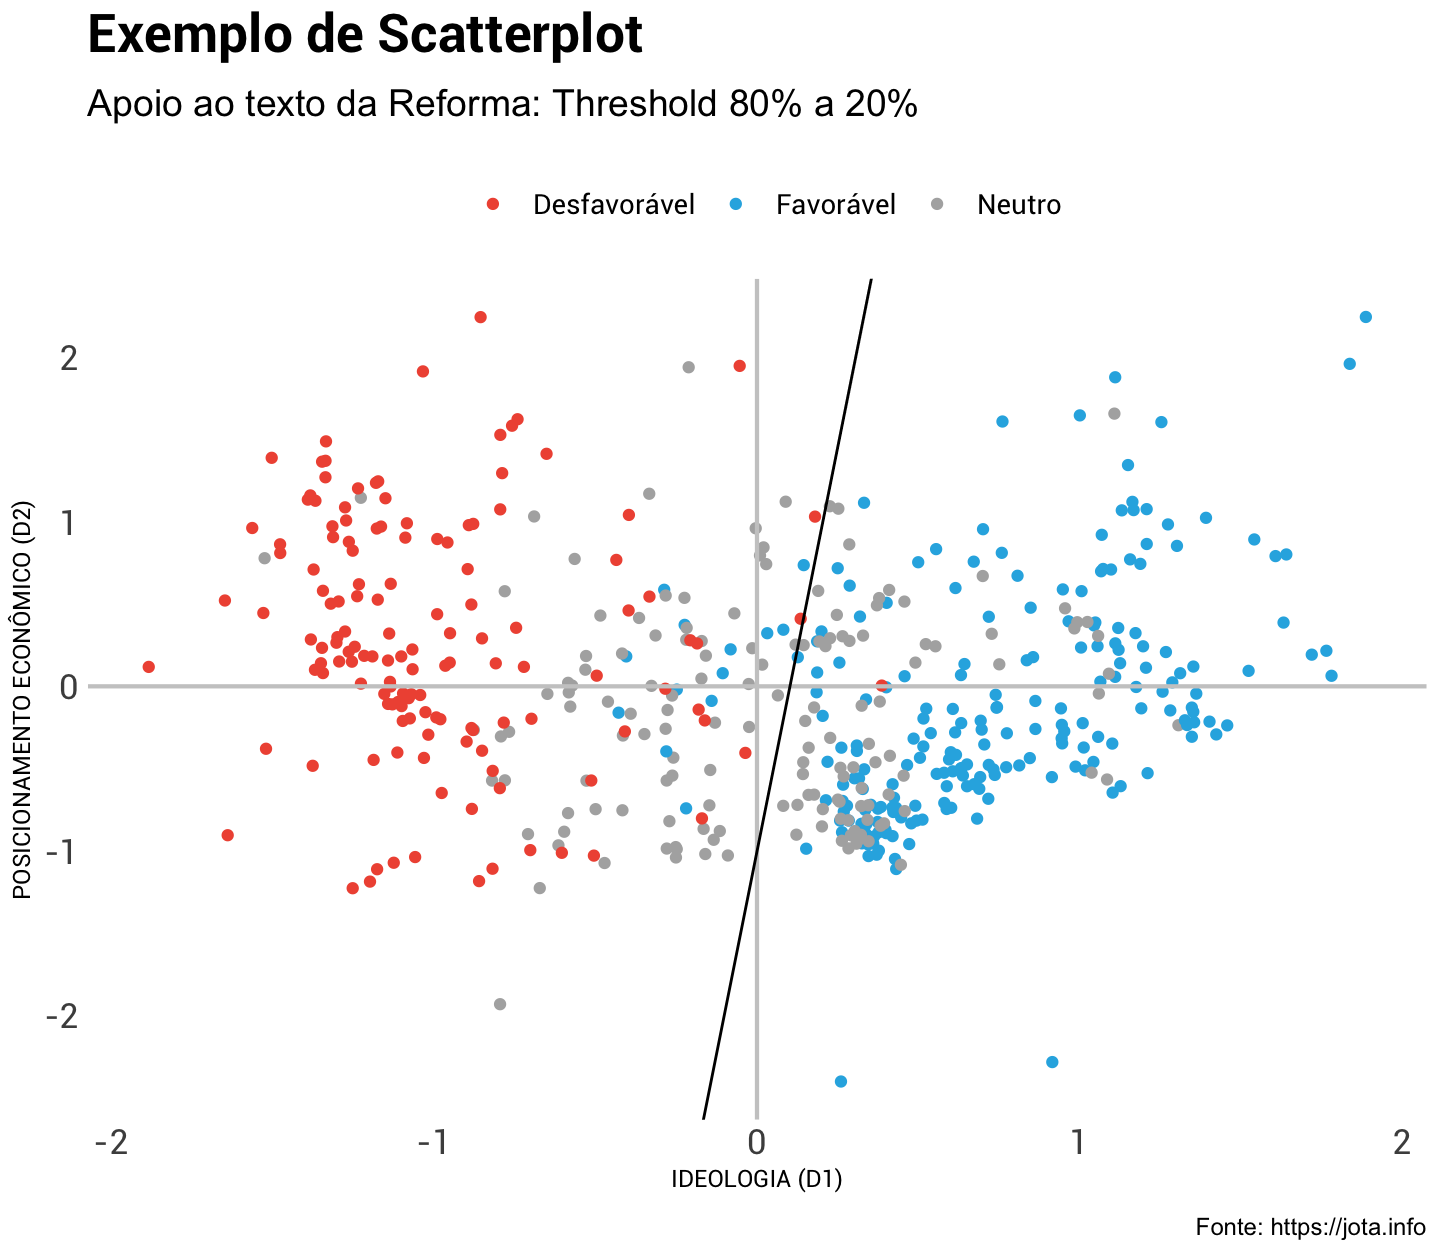 Exemplo de Scatterplot
Apoio ao texto da Reforma: Threshold 80% a 20%
Desfavorável Favorável Neutro
POSICIONAMENTO ECONÔMICO (D2)
2
1
0
-1
-2
-2 -1 0 1 2
IDEOLOGIA (D1)
Fonte: https://jota.info